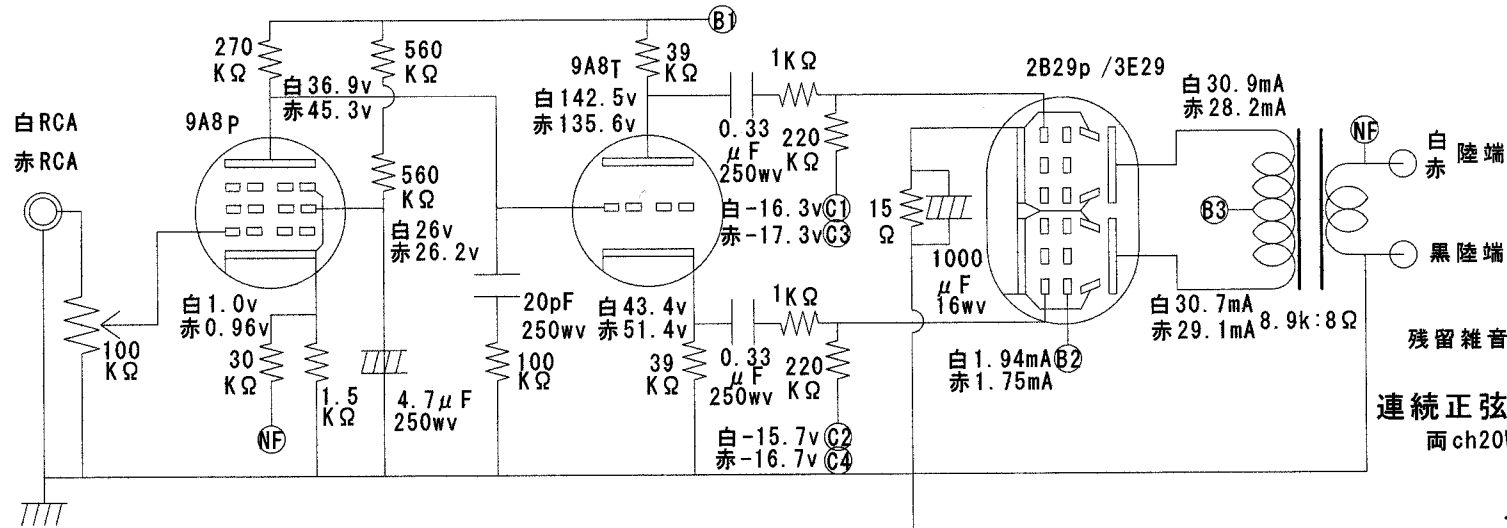 270
KΩ
560
KΩ
B1
39
KΩ
1KΩ
9A8T
2B29p /3E29
白36.9v
赤45.3v
白142.5v
赤135.6v
白30.9mA
赤28.2mA
9A8P
白RCA
赤RCA
0.33
μF
250wv
220
KΩ
NF
白
赤
陸端
560
KΩ
白-16.3v C1
赤-17.3v C3
15
Ω
B3
白26v
赤26.2v
1000
μF
16wv
黒陸端
1KΩ
白1.0v
赤0.96v
20pF
250wv
白43.4v
赤51.4v
白30.7mA
赤29.1mA
8.9k:8Ω
100
KΩ
30
KΩ
1.5
KΩ
4.7μF
250wv
100
KΩ
39
KΩ
0.33
μF
250wv
220
KΩ
白1.94mA
赤1.75mA
B2
残留雑音
連続正弦
両ch20
NF
白-15.7v C2
赤-16.7v C4